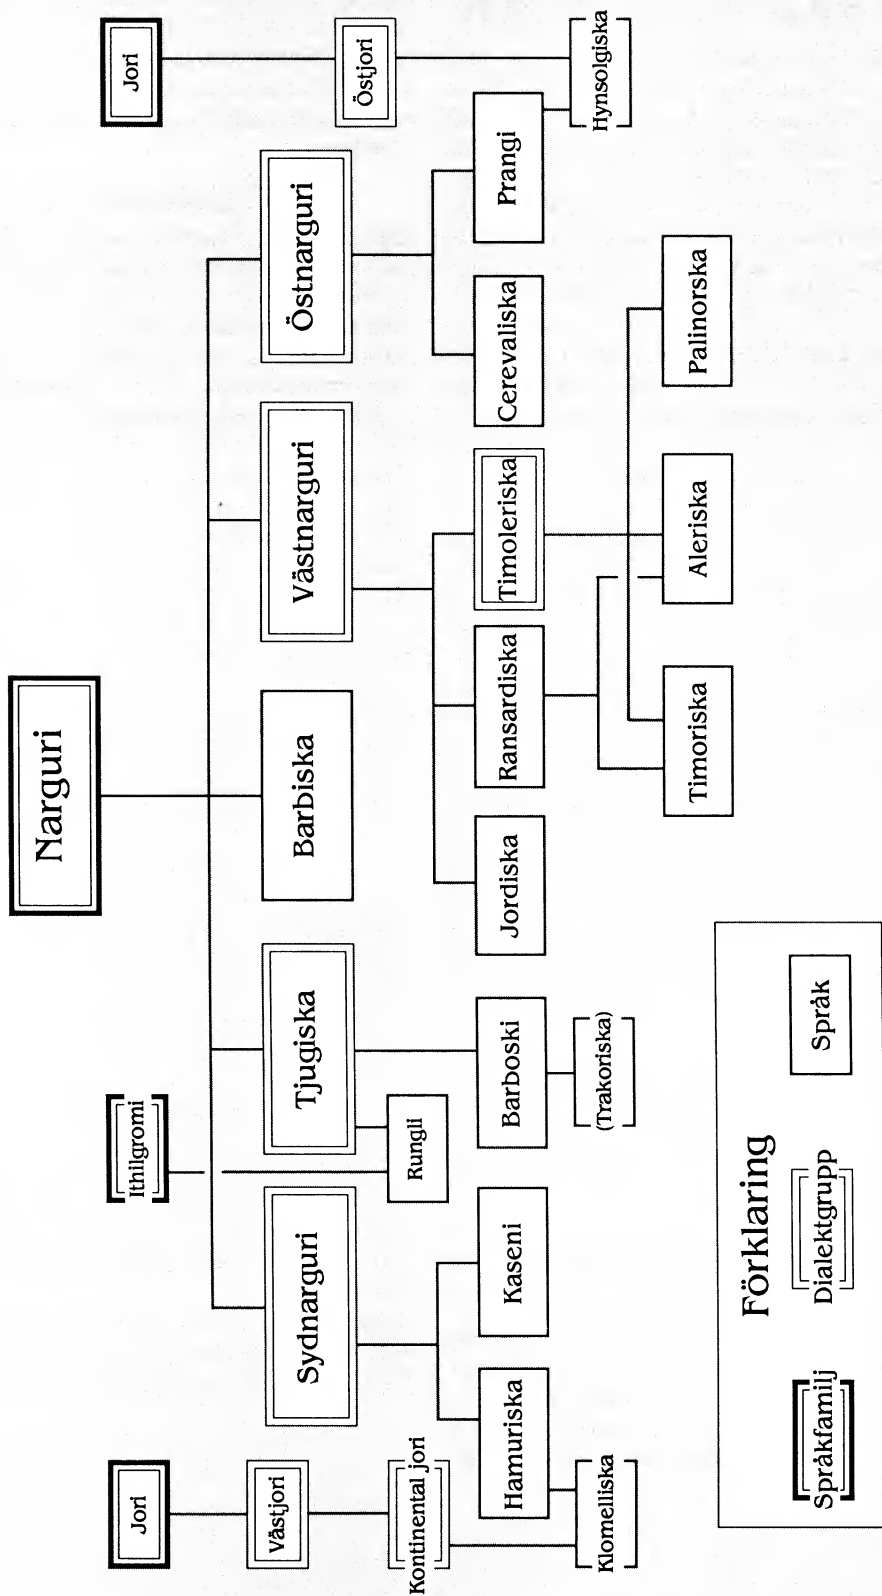 Narguri
Jori
Ithilgromi
Jori
Västjori
Sydnarguri
Tjugiska
Barbiska
Västnarguri
Östnarguri
Östjori
Kontinental jori
Rungli
Hamuriska
Kaseni
Barboski
Jordiska
Ransardiska
Timoleriska
Cerevaliska
Prangi
Klomelliska
(Trakoriska)
Hynsolgiska
Timoriska
Aleriska
Palinorska
Förklaring
Språkfamilj
Dialektgrupp
Språk